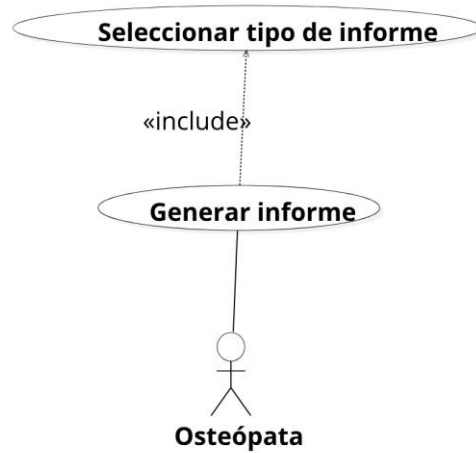 Seleccionar tipo de informe
«include»
Generar informe
Osteópata